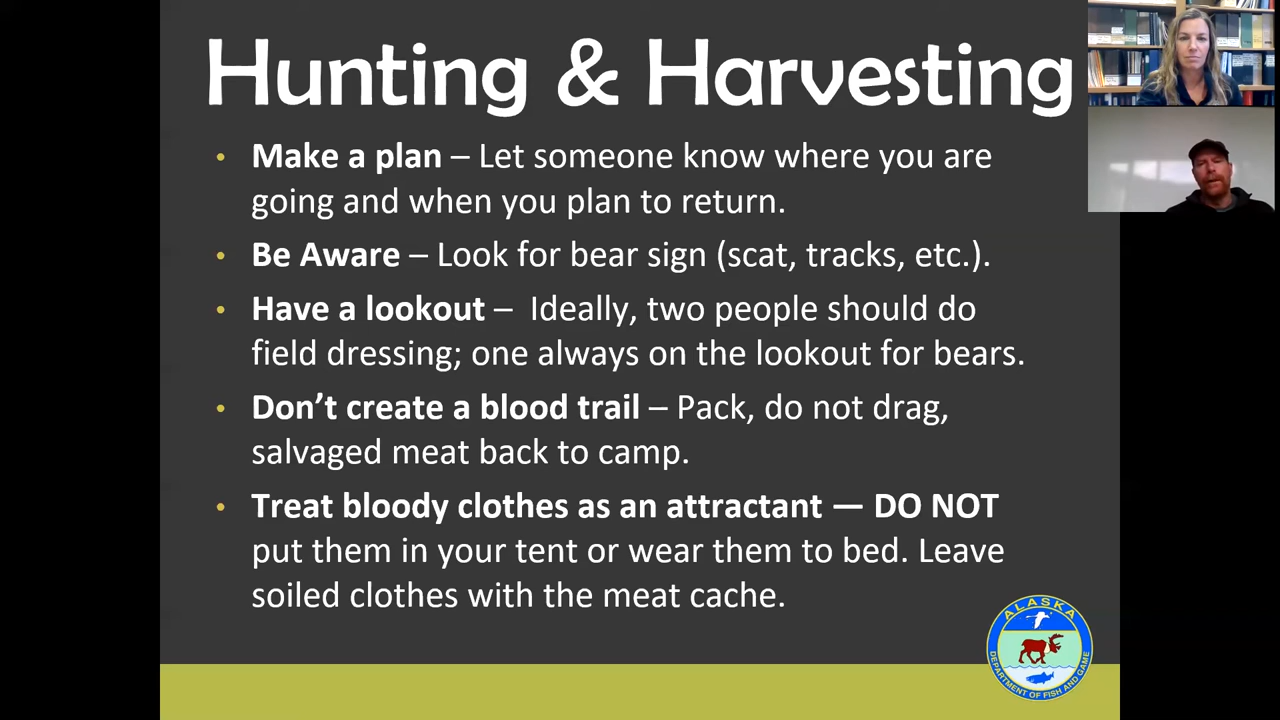 Hunting & Harvesting
• Make a plan – Let someone know where you are
going and when you plan to return.
• Be Aware – Look for bear sign (scat, tracks, etc.).
• Have a lookout – Ideally, two people should do
field dressing; one always on the lookout for bears.
• Don’t create a blood trail – Pack, do not drag,
salvaged meat back to camp.
• Treat bloody clothes as an attractant — DO NOT
put them in your tent or wear them to bed. Leave
soiled clothes with the meat cache.
ALASKA
DEPARTMENT OF FISH AND GAME